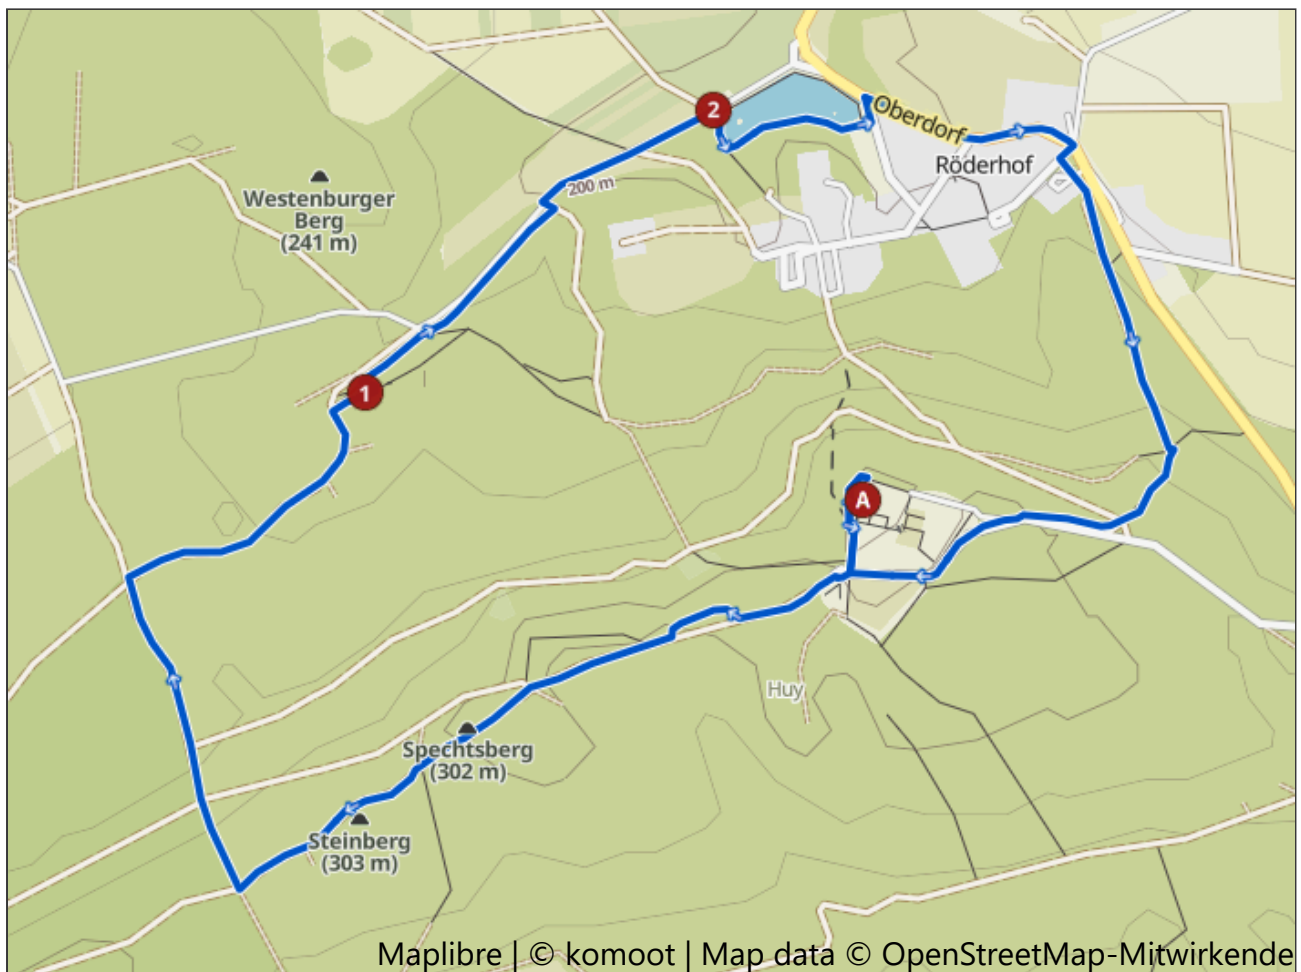 2
Oberdorf
Röderhof
200 m
Westenburger
Berg
(241 m)
1
A
Huy
Spechtsberg
(302 m)
Steinberg
(303 m)
Maplibre | © komoot | Map data © OpenStreetMap-Mitwirkende